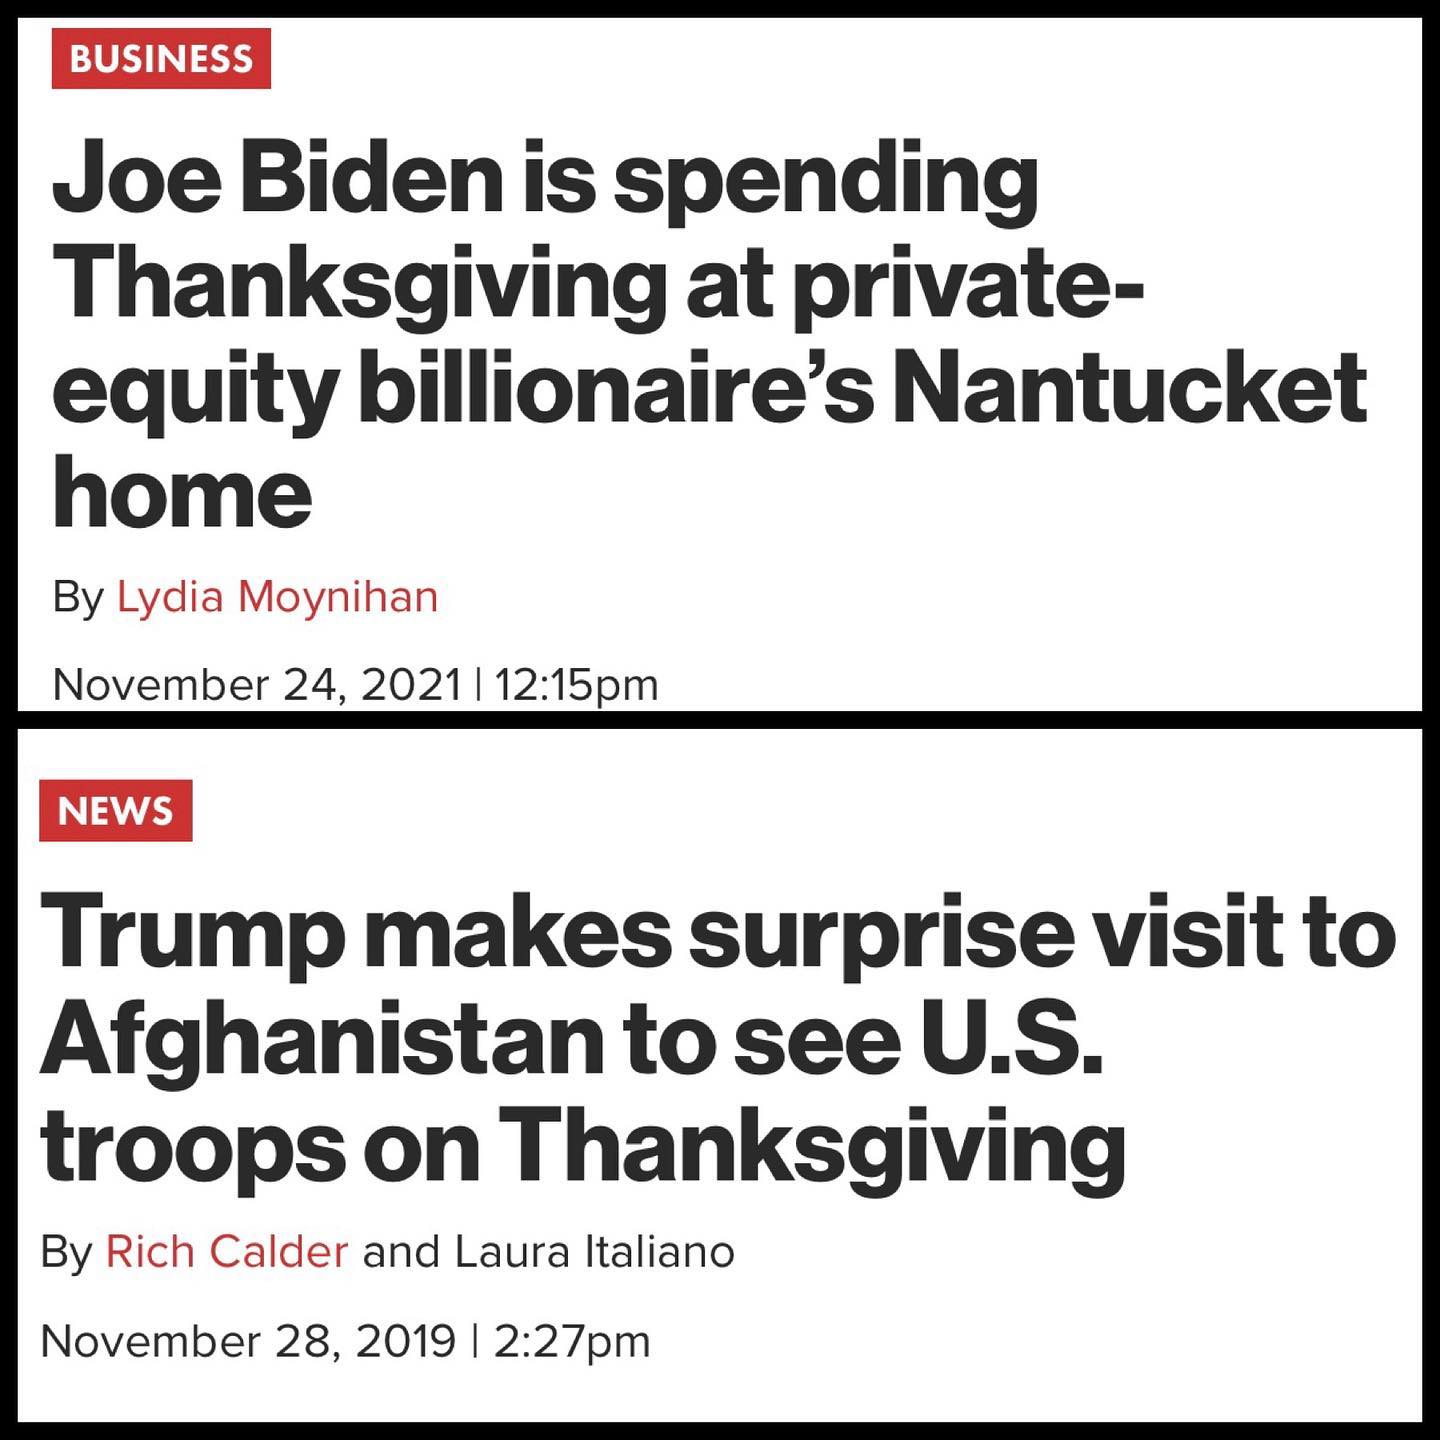 BUSINESS
Joe Biden is spending
Thanksgiving at private-
equity billionaire’s Nantucket
home
By Lydia Moynihan
November 24, 2021 | 12:15pm
NEWS
Trump makes surprise visit to
Afghanistan to see U.S.
troops on Thanksgiving
By Rich Calder and Laura Italiano
November 28, 2019 | 2:27pm